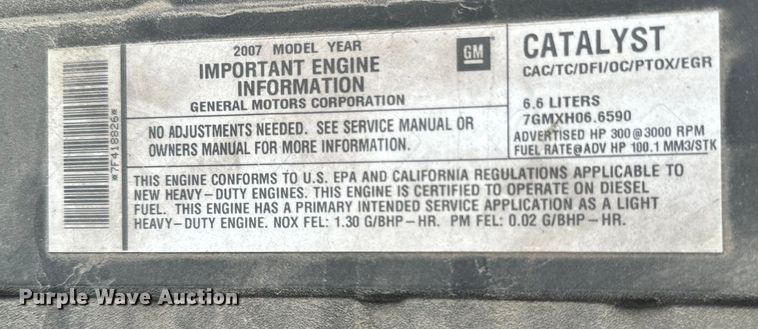 *7F418826*
2007 MODEL YEAR
IMPORTANT ENGINE
INFORMATION
GENERAL MOTORS CORPORATION
GM
NO ADJUSTMENTS NEEDED. SEE SERVICE MANUAL OR
OWNERS MANUAL FOR MORE INFORMATION.
CATALYST
CAC/TC/DFI/OC/PTOX/EGR
6.6 LITERS
7GMXH06.6590
ADVERTISED HP 300@3000 RPM
FUEL RATE@ADV HP 100.1 MM3/STK
THIS ENGINE CONFORMS TO U.S. EPA AND CALIFORNIA REGULATIONS APPLICABLE TO
NEW HEAVY-DUTY ENGINES. THIS ENGINE IS CERTIFIED TO OPERATE ON DIESEL
FUEL. THIS ENGINE HAS A PRIMARY INTENDED SERVICE APPLICATION AS A LIGHT
HEAVY-DUTY ENGINE. NOX FEL: 1.30 G/BHP-HR. PM FEL: 0.02 G/BHP-HR.
Purple Wave Auction